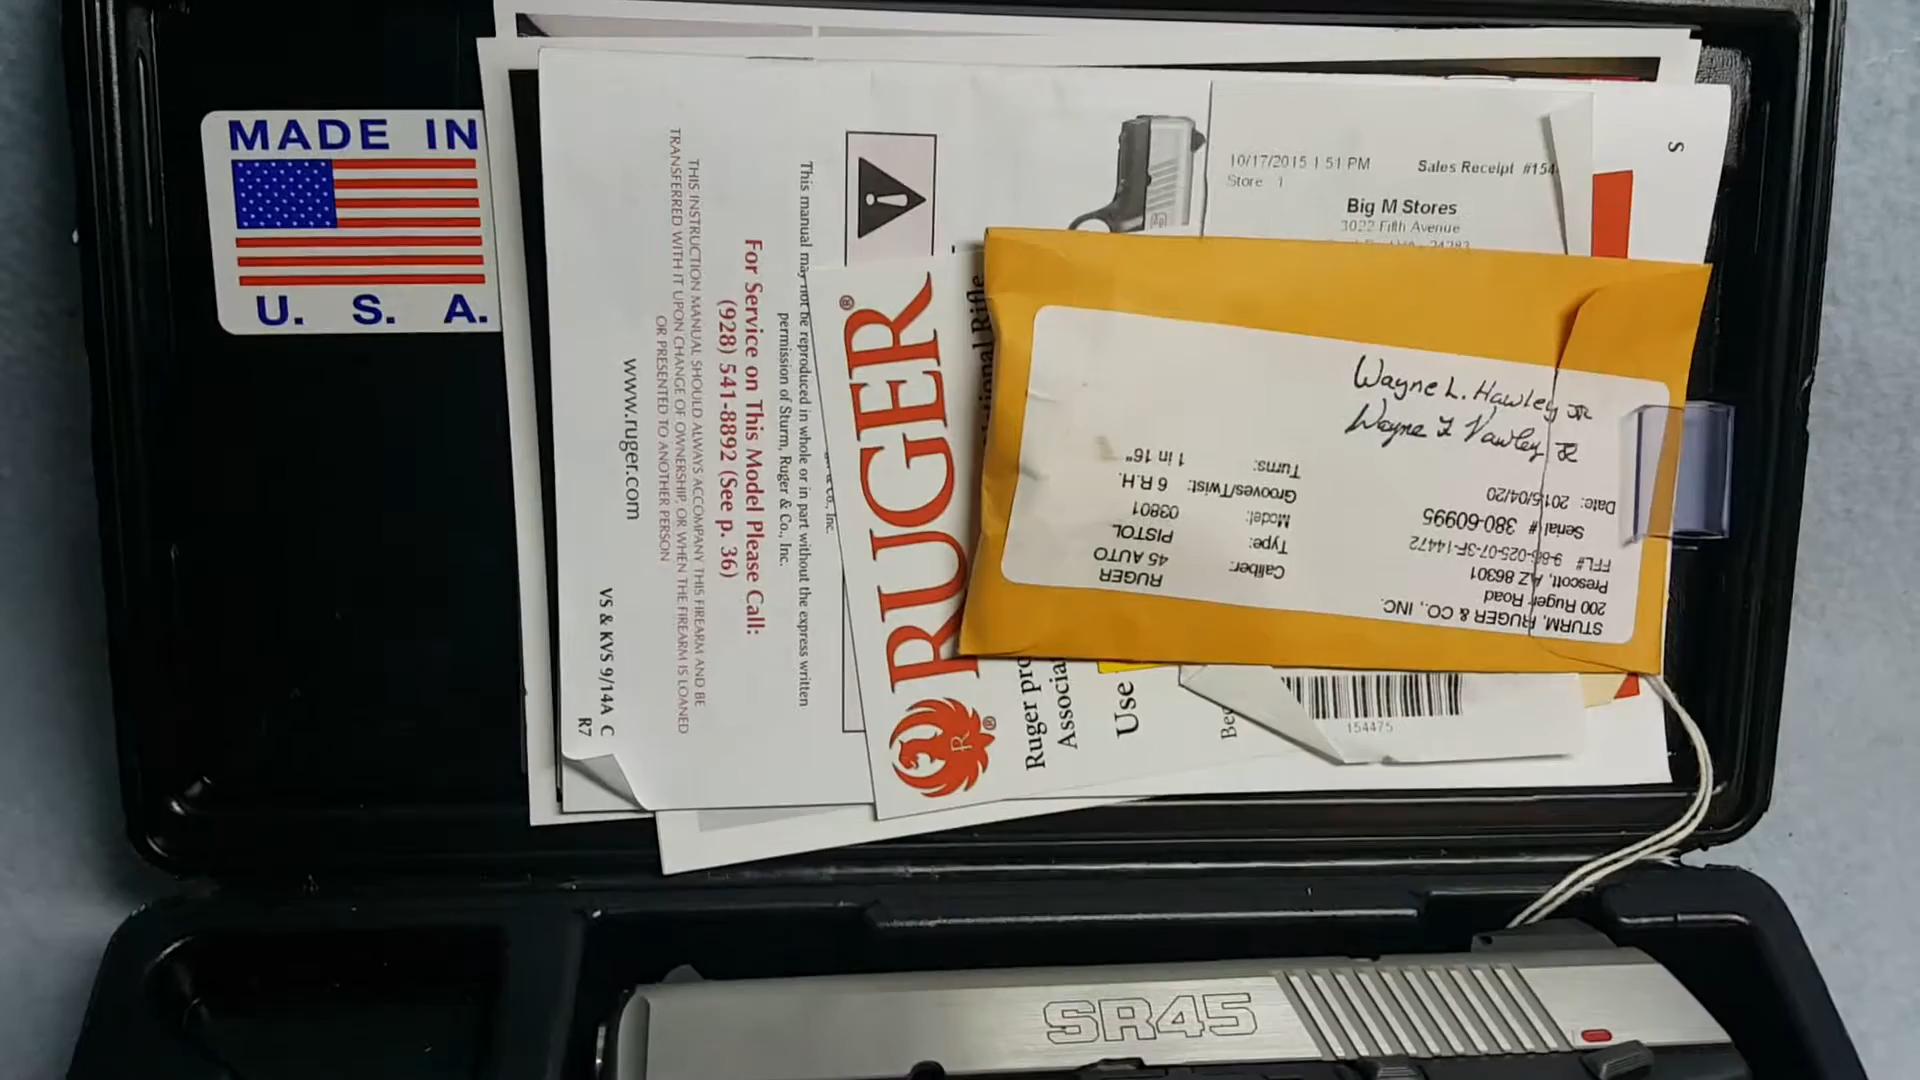 MADE IN
U. S. A.
S
10/17/2015 1 51 PM
Sales Receipt #154
Store 1
Big M Stores
3022 Fifth Avenue
This manual may not be reproduced in whole or in part without the express written
permission of Sturm, Ruger & Co., Inc.
For Service on This Model Please Call:
(928) 541-8892 (See p. 36)
THIS INSTRUCTION MANUAL SHOULD ALWAYS ACCOMPANY THIS FIREARM AND BE
TRANSFERRED WITH IT UPON CHANGE OF OWNERSHIP, OR WHEN THE FIREARM IS LOANED
OR PRESENTED TO ANOTHER PERSON
www.ruger.com
VS & KVS 9/14A C
R7
& Co., Inc.
RUGER®
R
®
Rifle
Ruger pro
Associa
Use
Bec
Wayne L. Hawley JR
Wayne L Hawley JR
STURM, RUGER & CO., INC.
200 Ruger Road
Prescott, AZ 86301
FFL# 9-86-025-07-3F-14472
Serial # 380-60995
Date: 2015/04/20
RUGER
Caliber: 45 AUTO
Type: PISTOL
Model: 03801
Grooves/Twist: 6 R.H.
Turns: 1 in 16"
154475
SR45